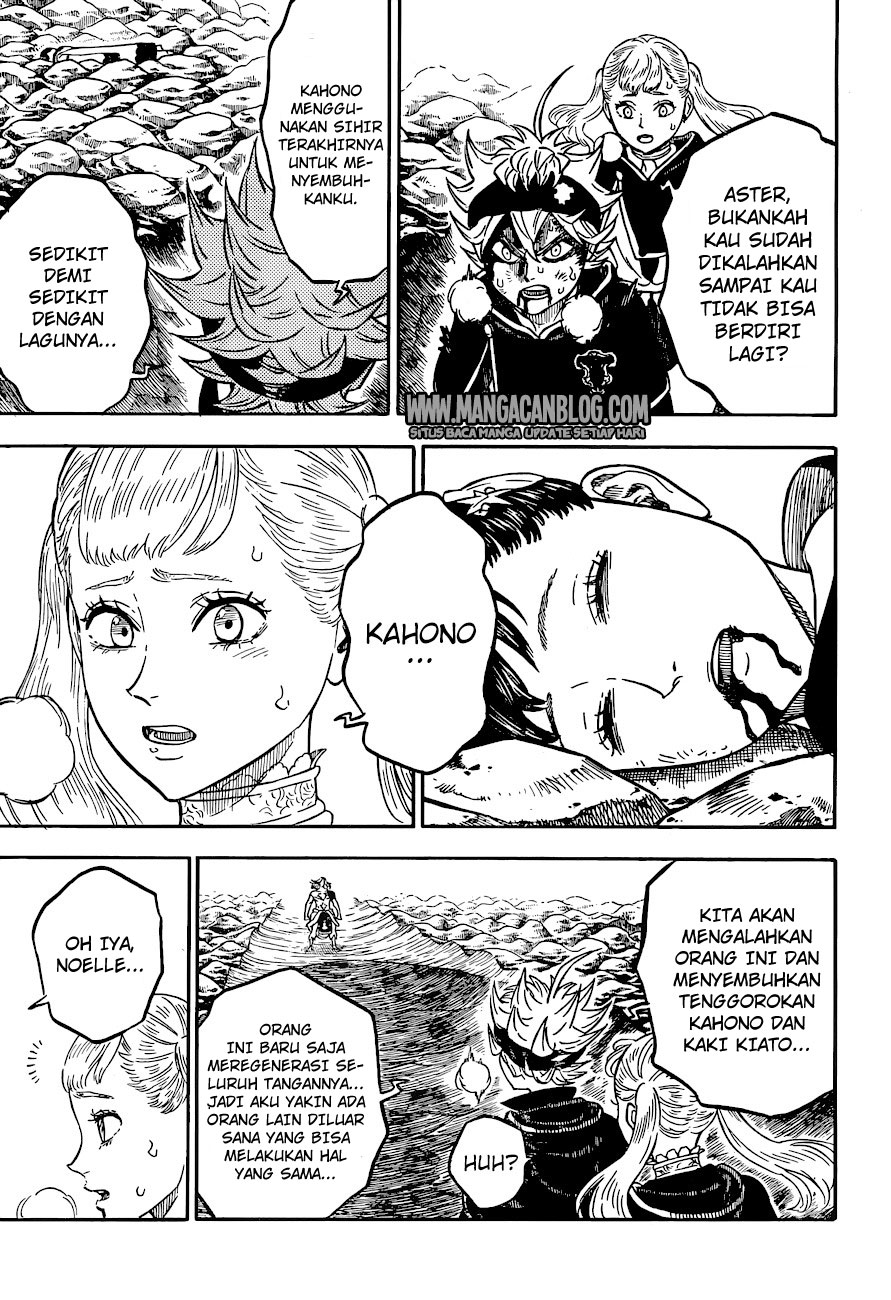 ASTER,
BUKANKAH
KAU SUDAH
DIKALAHKAN
SAMPAI KAU
TIDAK BISA
BERDIRI
LAGI?
KAHONO
MENGGU-
NAKAN SIHIR
TERAKHIRNYA
UNTUK ME-
NYEMBUH-
KANKU.
SEDIKIT
DEMI
SEDIKIT
DENGAN
LAGUNYA...
WWW.MANGACANBLOG.COM
SITUS BACA MANGA UPDATE SETIAP HARI
KAHONO
...
KITA AKAN
MENGALAHKAN
ORANG INI DAN
MENYEMBUHKAN
TENGGOROKAN
KAHONO DAN
KAKI KIATO...
ORANG
INI BARU SAJA
MEREGENERASI SE-
LURUH TANGANNYA...
JADI AKU YAKIN ADA
ORANG LAIN DILUAR
SANA YANG BISA
MELAKUKAN HAL
YANG SAMA...
HUH?
OH IYA,
NOELLE...